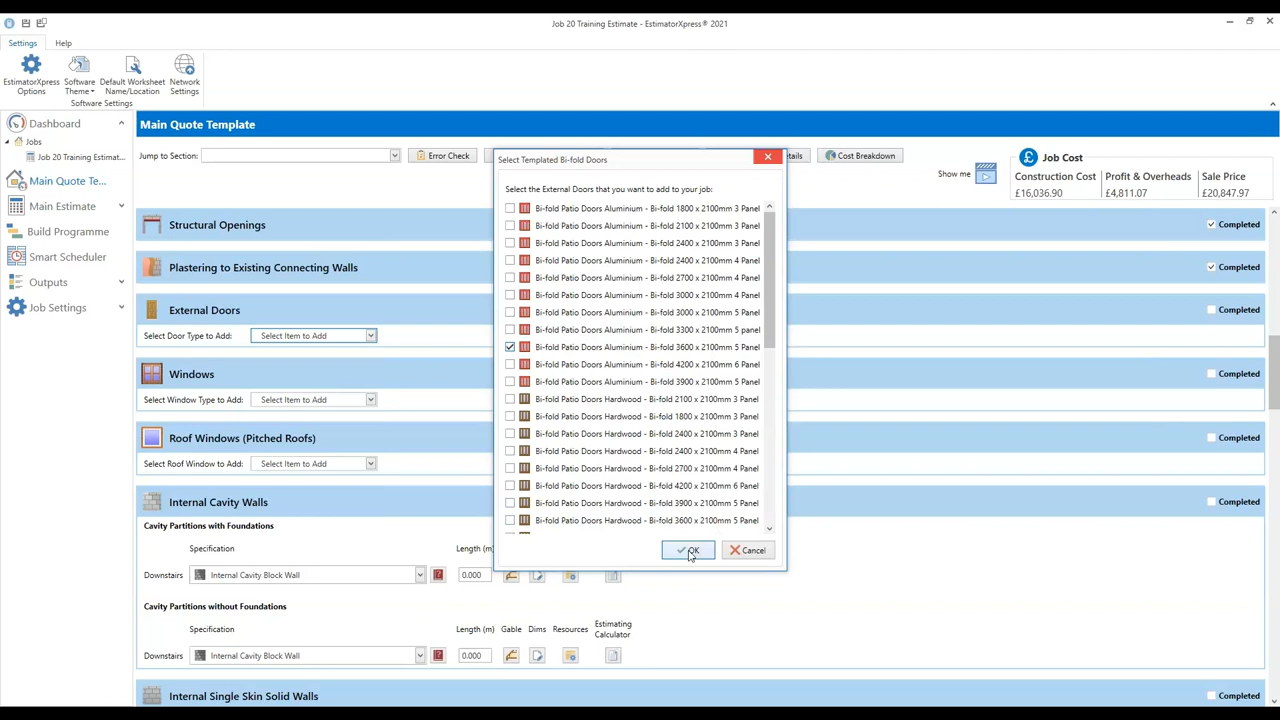 Job 20 Training Estimate - EstimatorXpress® 2021
Settings
Help
EstimatorXpress Options
Software Theme
Default Worksheet Name/Location
Network Settings
Software Settings
Dashboard
Jobs
Job 20 Training Estimat...
Main Quote Te...
Main Estimate
Build Programme
Smart Scheduler
Outputs
Job Settings
Main Quote Template
Jump to Section:
Error Check
etails
Cost Breakdown
Show me
Job Cost
Construction Cost
Profit & Overheads
Sale Price
£16,036.90
£4,811.07
£20,847.97
Structural Openings
Completed
Plastering to Existing Connecting Walls
Completed
External Doors
Completed
Select Door Type to Add:
Select Item to Add
Windows
Completed
Select Window Type to Add:
Select Item to Add
Roof Windows (Pitched Roofs)
Completed
Select Roof Window to Add:
Select Item to Add
Internal Cavity Walls
Completed
Cavity Partitions with Foundations
Specification
Length (m)
Downstairs
Internal Cavity Block Wall
0.000
Cavity Partitions without Foundations
Specification
Length (m)
Gable
Dims
Resources
Estimating Calculator
Downstairs
Internal Cavity Block Wall
0.000
Internal Single Skin Solid Walls
Completed
Select Templated Bi-fold Doors
Select the External Doors that you want to add to your job:
Bi-fold Patio Doors Aluminium - Bi-fold 1800 x 2100mm 3 Panel
Bi-fold Patio Doors Aluminium - Bi-fold 2100 x 2100mm 3 Panel
Bi-fold Patio Doors Aluminium - Bi-fold 2400 x 2100mm 3 Panel
Bi-fold Patio Doors Aluminium - Bi-fold 2400 x 2100mm 4 Panel
Bi-fold Patio Doors Aluminium - Bi-fold 2700 x 2100mm 4 Panel
Bi-fold Patio Doors Aluminium - Bi-fold 3000 x 2100mm 4 Panel
Bi-fold Patio Doors Aluminium - Bi-fold 3000 x 2100mm 5 Panel
Bi-fold Patio Doors Aluminium - Bi-fold 3300 x 2100mm 5 panel
Bi-fold Patio Doors Aluminium - Bi-fold 3600 x 2100mm 5 Panel
Bi-fold Patio Doors Aluminium - Bi-fold 4200 x 2100mm 6 Panel
Bi-fold Patio Doors Aluminium - Bi-fold 3900 x 2100mm 5 Panel
Bi-fold Patio Doors Hardwood - Bi-fold 2100 x 2100mm 3 Panel
Bi-fold Patio Doors Hardwood - Bi-fold 1800 x 2100mm 3 Panel
Bi-fold Patio Doors Hardwood - Bi-fold 2400 x 2100mm 3 Panel
Bi-fold Patio Doors Hardwood - Bi-fold 2400 x 2100mm 4 Panel
Bi-fold Patio Doors Hardwood - Bi-fold 2700 x 2100mm 4 Panel
Bi-fold Patio Doors Hardwood - Bi-fold 4200 x 2100mm 6 Panel
Bi-fold Patio Doors Hardwood - Bi-fold 3900 x 2100mm 5 Panel
Bi-fold Patio Doors Hardwood - Bi-fold 3600 x 2100mm 5 Panel
OK
Cancel